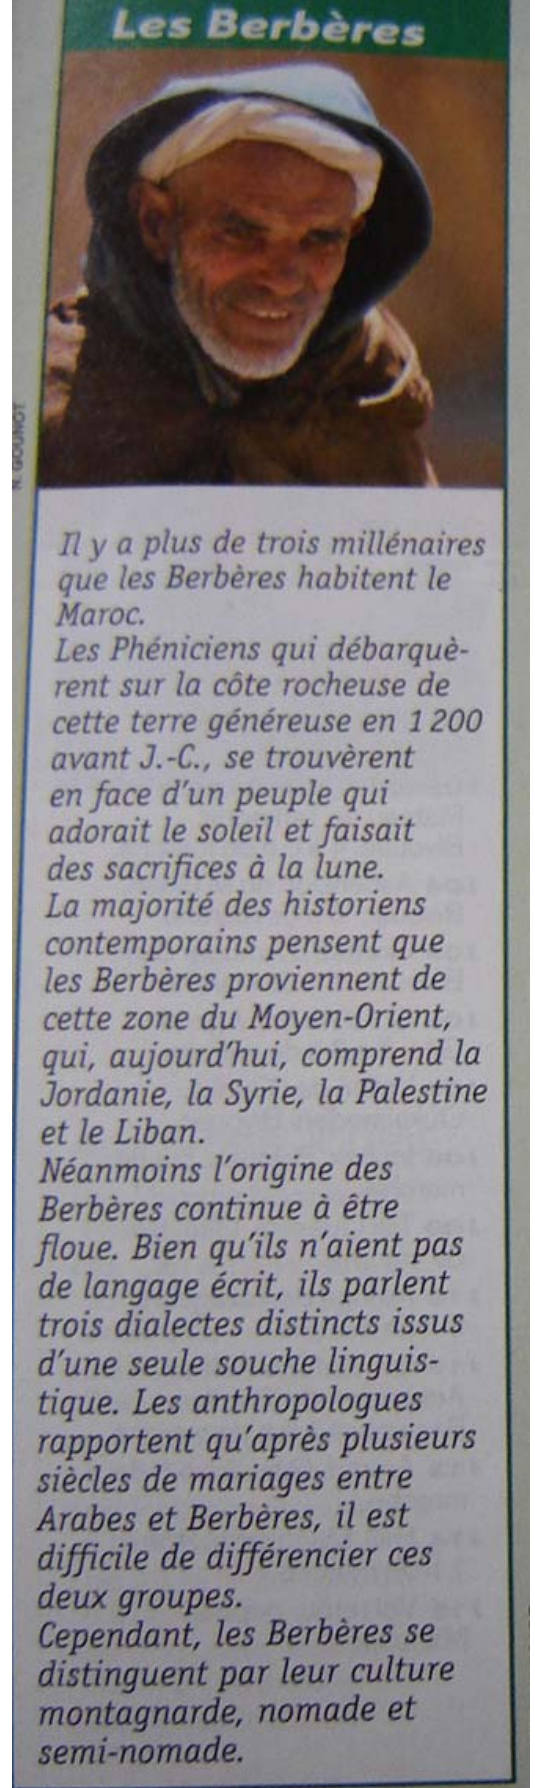 Les Berbères
N. GOUNOT
Il y a plus de trois millénaires
que les Berbères habitent le
Maroc.
Les Phéniciens qui débarquè-
rent sur la côte rocheuse de
cette terre généreuse en 1 200
avant J.-C., se trouvèrent
en face d'un peuple qui
adorait le soleil et faisait
des sacrifices à la lune.
La majorité des historiens
contemporains pensent que
les Berbères proviennent de
cette zone du Moyen-Orient,
qui, aujourd'hui, comprend la
Jordanie, la Syrie, la Palestine
et le Liban.
Néanmoins l'origine des
Berbères continue à être
floue. Bien qu'ils n'aient pas
de langage écrit, ils parlent
trois dialectes distincts issus
d'une seule souche linguis-
tique. Les anthropologues
rapportent qu'après plusieurs
siècles de mariages entre
Arabes et Berbères, il est
difficile de différencier ces
deux groupes.
Cependant, les Berbères se
distinguent par leur culture
montagnarde, nomade et
semi-nomade.